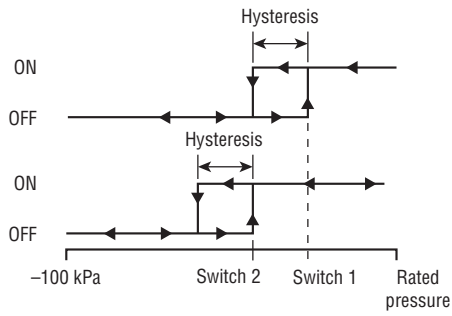 Hysteresis
ON
OFF
Hysteresis
ON
OFF
–100 kPa
Switch 2
Switch 1
Rated
pressure